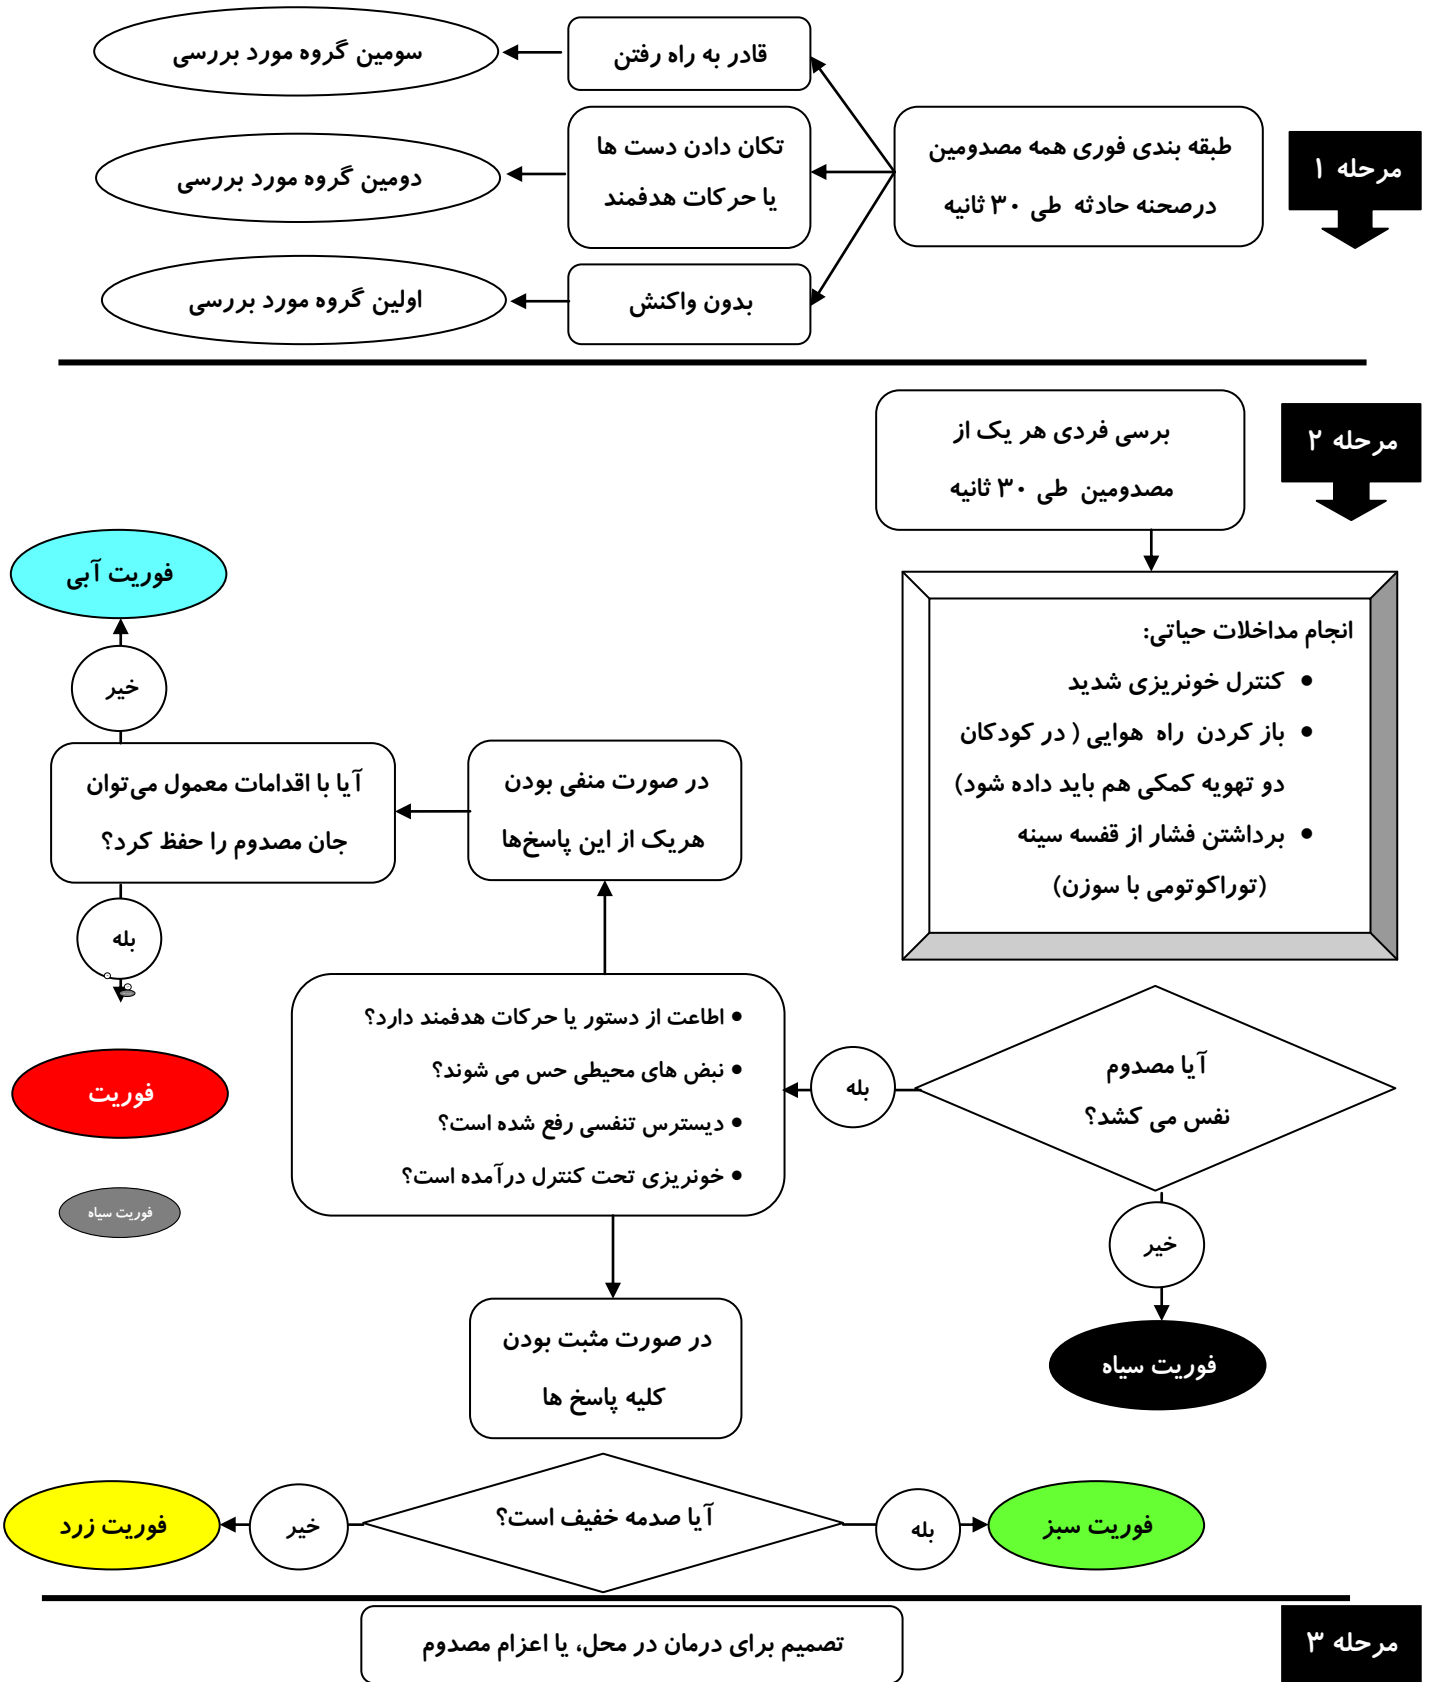 مرحله ۱
طبقه بندی فوری همه مصدومین
درصحنه حادثه طی ۳۰ ثانیه
قادر به راه رفتن
سومین گروه مورد بررسی
تکان دادن دست ها
یا حرکات هدفمند
دومین گروه مورد بررسی
بدون واکنش
اولین گروه مورد بررسی
مرحله ۲
برسی فردی هر یک از
مصدومین طی ۳۰ ثانیه
انجام مداخلات حیاتی:
• کنترل خونریزی شدید
• باز کردن راه هوایی ( در کودکان
دو تهویه کمکی هم باید داده شود)
• برداشتن فشار از قفسه سینه
(توراکوتومی با سوزن)
آیا مصدوم
نفس می کشد؟
خیر
فوریت سیاه
بله
• اطاعت از دستور یا حرکات هدفمند دارد؟
• نبض های محیطی حس می شوند؟
• دیسترس تنفسی رفع شده است؟
• خونریزی تحت کنترل درآمده است؟
در صورت منفی بودن
هریک از این پاسخ‌ها
آیا با اقدامات معمول می‌توان
جان مصدوم را حفظ کرد؟
خیر
فوریت آبی
بله
فوریت
فوریت سیاه
در صورت مثبت بودن
کلیه پاسخ ها
آیا صدمه خفیف است؟
بله
فوریت سبز
خیر
فوریت زرد
مرحله ۳
تصمیم برای درمان در محل، یا اعزام مصدوم